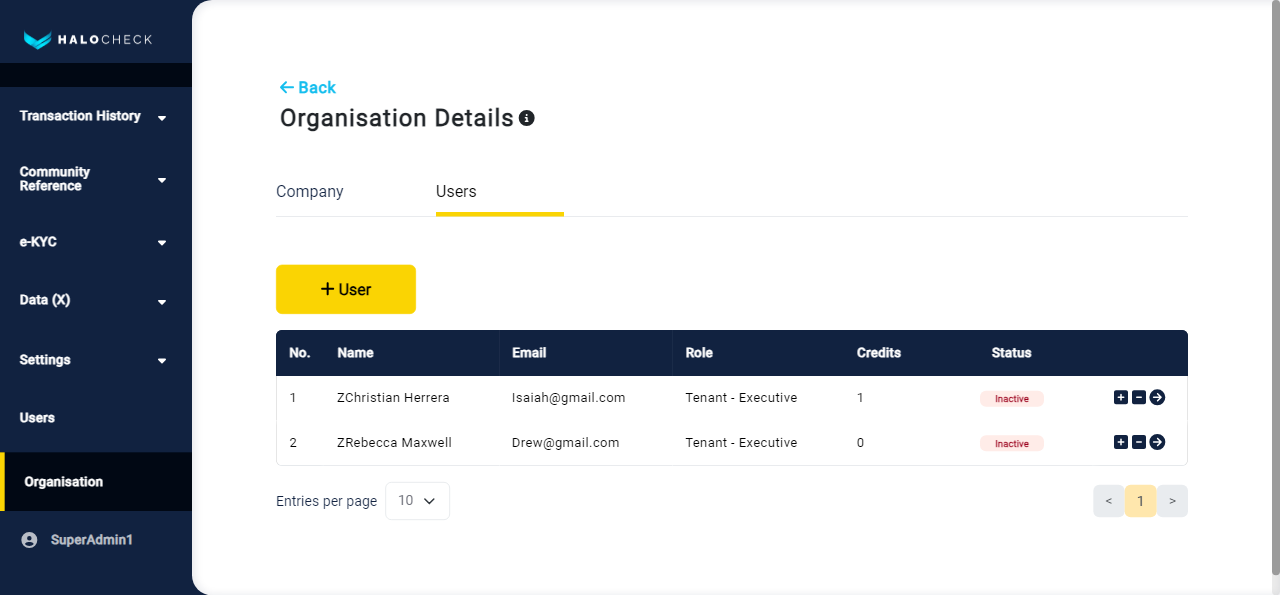 HALOCHECK
Transaction History
Community
Reference
e-KYC
Data (X)
Settings
Users
Organisation
SuperAdmin1
Back
Organisation Details
Company Users
+ User
No. Name Email Role Credits Status
1 ZChristian Herrera Isaiah@gmail.com Tenant - Executive 1 Inactive
2 ZRebecca Maxwell Drew@gmail.com Tenant - Executive 0 Inactive
Entries per page 10 < 1 >